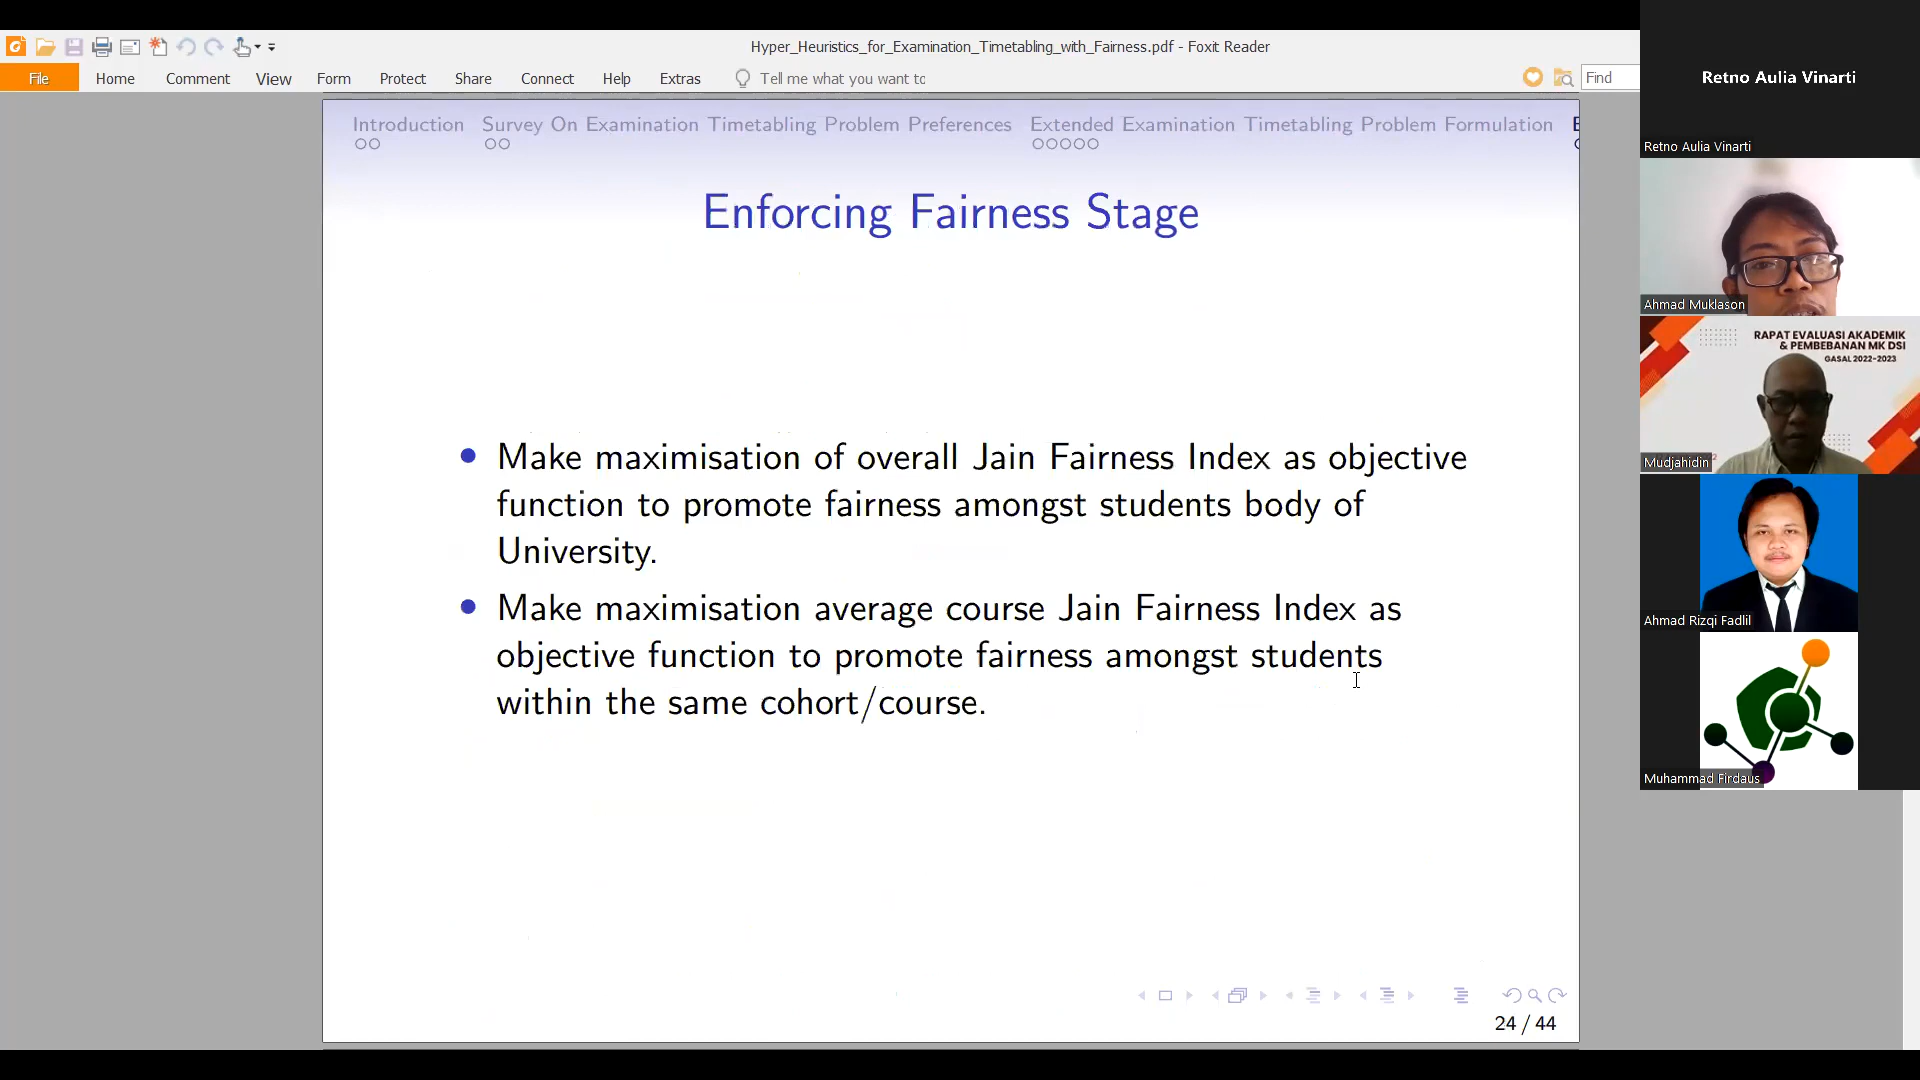 Hyper_Heuristics_for_Examination_Timetabling_with_Fairness.pdf - Foxit Reader
File Home Comment View Form Protect Share Connect Help Extras Tell me what you want to Find
Introduction Survey On Examination Timetabling Problem Preferences Extended Examination Timetabling Problem Formulation
Enforcing Fairness Stage
Make maximisation of overall Jain Fairness Index as objective
function to promote fairness amongst students body of
University.
Make maximisation average course Jain Fairness Index as
objective function to promote fairness amongst students
within the same cohort/course.
24 / 44
Retno Aulia Vinarti
Retno Aulia Vinarti
Ahmad Muklason
RAPAT EVALUASI AKADEMIK
& PEMBEBANAN MK DSI
GASAL 2022-2023
Mudjahidin
Ahmad Rizqi Fadlil
Muhammad Firdaus